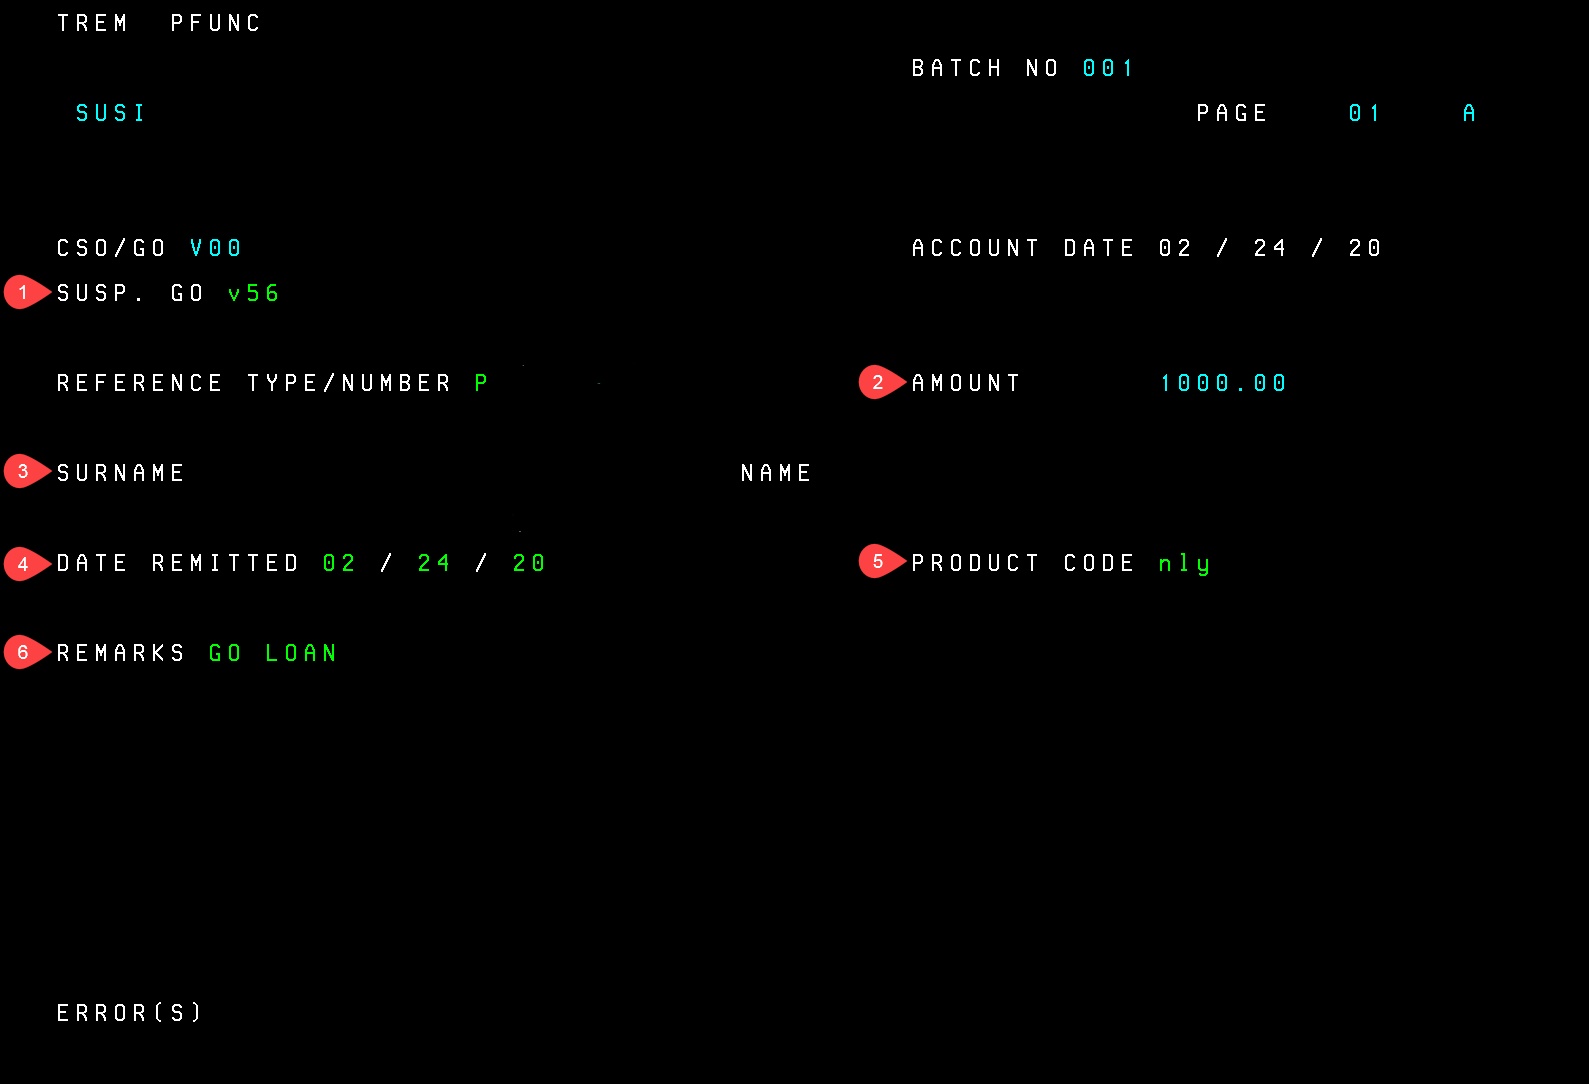 TREM PFUNC
BATCH NO 001
SUSI PAGE 01 A
CSO/GO V00 ACCOUNT DATE 02 / 24 / 20
1 SUSP. GO v56
REFERENCE TYPE/NUMBER P 2 AMOUNT 1000.00
3 SURNAME NAME
4 DATE REMITTED 02 / 24 / 20 5 PRODUCT CODE nly
6 REMARKS GO LOAN
ERROR(S)